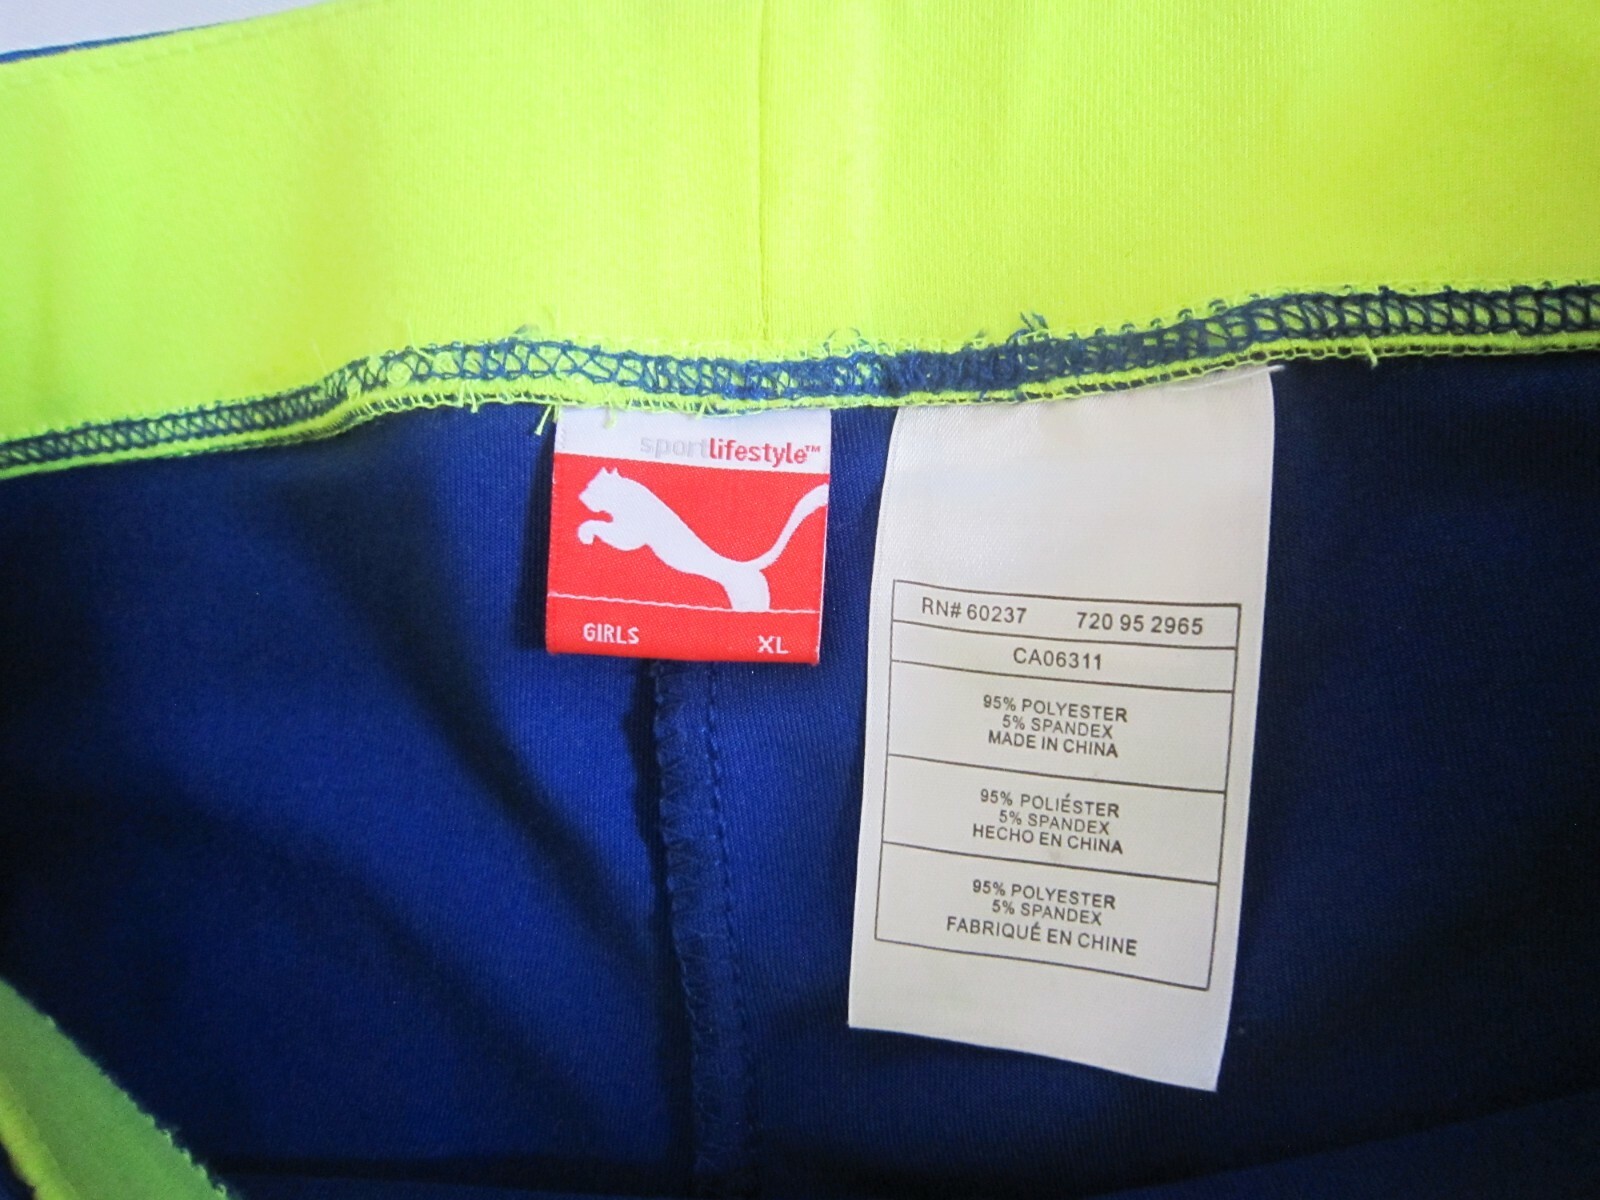 sportlifestyle™
GIRLS XL
RN# 60237 720 95 2965
CA06311
95% POLYESTER
5% SPANDEX
MADE IN CHINA
95% POLIÉSTER
5% SPANDEX
HECHO EN CHINA
95% POLYESTER
5% SPANDEX
FABRIQUÉ EN CHINE